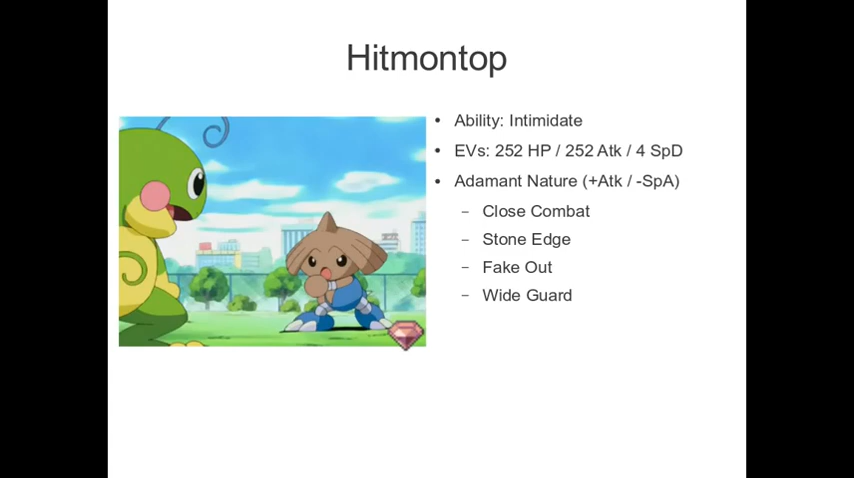 Hitmontop
• Ability: Intimidate
• EVs: 252 HP / 252 Atk / 4 SpD
• Adamant Nature (+Atk / -SpA)
– Close Combat
– Stone Edge
– Fake Out
– Wide Guard